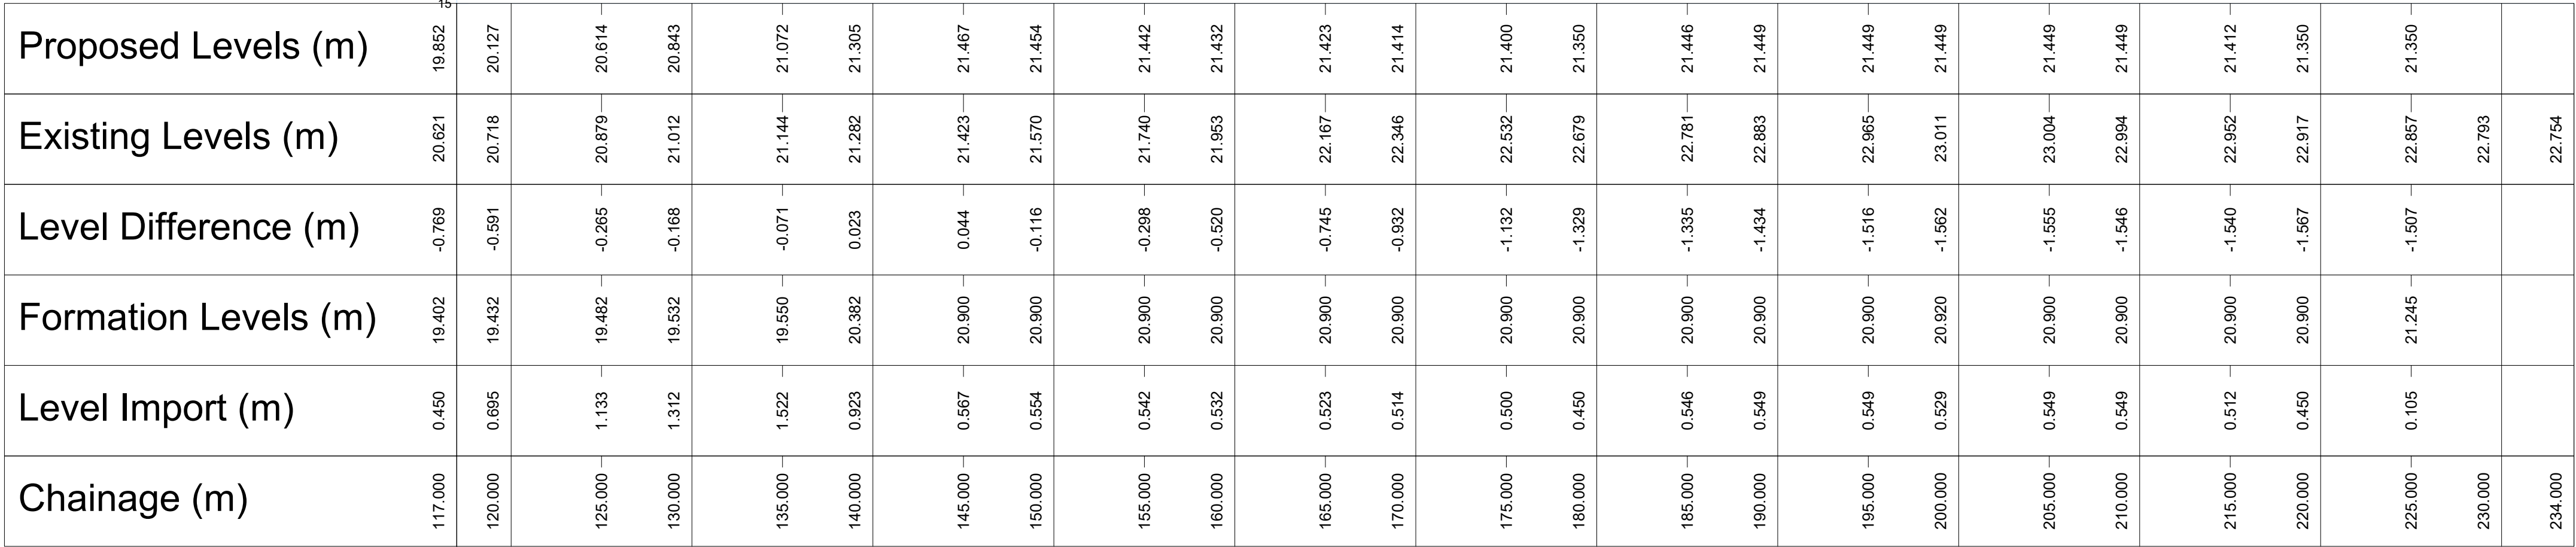 15
Proposed Levels (m) 19.852 20.127 20.614 20.843 21.072 21.305 21.467 21.454 21.442 21.432 21.423 21.414 21.400 21.350 21.446 21.449 21.449 21.449 21.449 21.449 21.412 21.350 21.350
Existing Levels (m) 20.621 20.718 20.879 21.012 21.144 21.282 21.423 21.570 21.740 21.953 22.167 22.346 22.532 22.679 22.781 22.883 22.965 23.011 23.004 22.994 22.952 22.917 22.857 22.793 22.754
Level Difference (m) -0.769 -0.591 -0.265 -0.168 -0.071 0.023 0.044 -0.116 -0.298 -0.520 -0.745 -0.932 -1.132 -1.329 -1.335 -1.434 -1.516 -1.562 -1.555 -1.546 -1.540 -1.567 -1.507
Formation Levels (m) 19.402 19.432 19.482 19.532 19.550 20.382 20.900 20.900 20.900 20.900 20.900 20.900 20.900 20.900 20.900 20.900 20.900 20.920 20.900 20.900 20.900 20.900 21.245
Level Import (m) 0.450 0.695 1.133 1.312 1.522 0.923 0.567 0.554 0.542 0.532 0.523 0.514 0.500 0.450 0.546 0.549 0.549 0.529 0.549 0.549 0.512 0.450 0.105
Chainage (m) 117.000 120.000 125.000 130.000 135.000 140.000 145.000 150.000 155.000 160.000 165.000 170.000 175.000 180.000 185.000 190.000 195.000 200.000 205.000 210.000 215.000 220.000 225.000 230.000 234.000